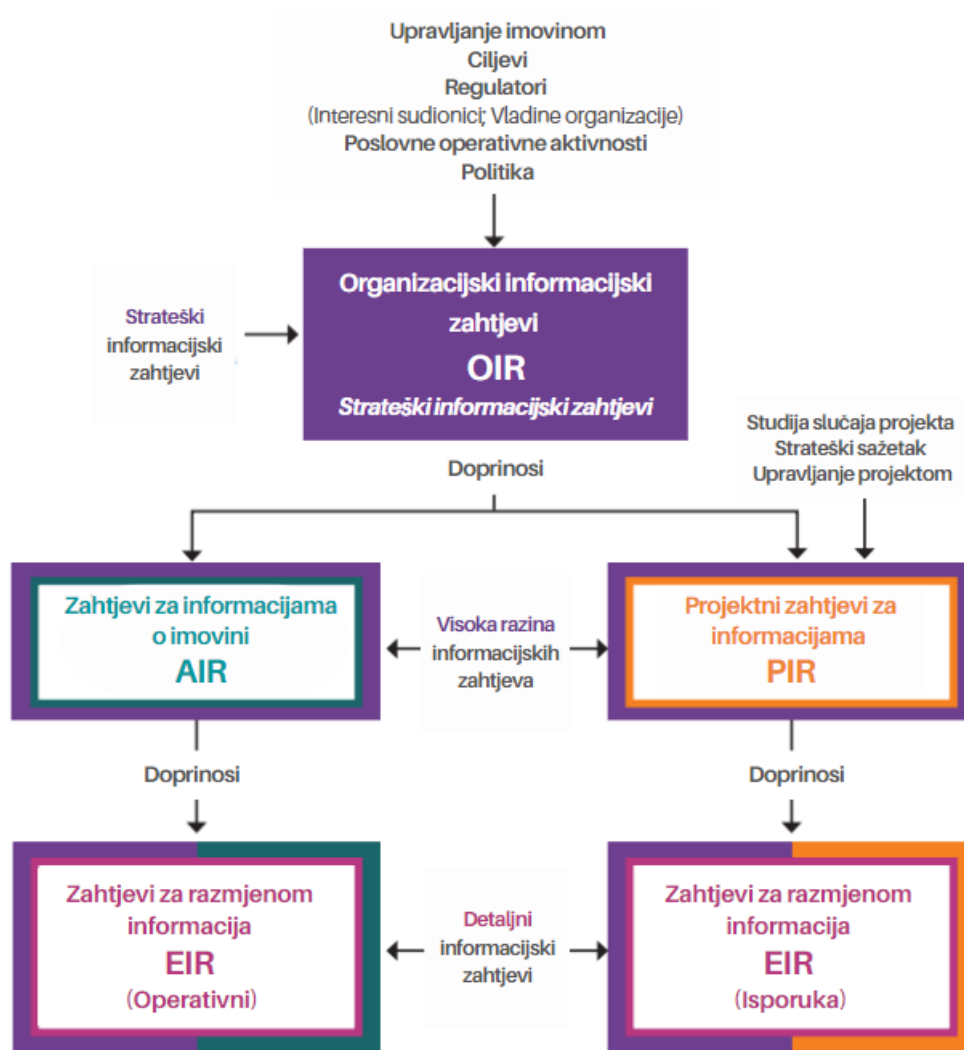 Upravljanje imovinom
Ciljevi
Regulatori
(Interesni sudionici; Vladine organizacije)
Poslovne operativne aktivnosti
Politika
Organizacijski informacijski
zahtjevi
OIR
Strateški informacijski zahtjevi
Strateški
informacijski
zahtjevi
Studija slučaja projekta
Strateški sažetak
Upravljanje projektom
Doprinosi
Zahtjevi za informacijama
o imovini
AIR
Visoka razina
informacijskih
zahtjeva
Projektni zahtjevi za
informacijama
PIR
Doprinosi
Doprinosi
Zahtjevi za razmjenom
informacija
EIR
(Operativni)
Detaljni
informacijski
zahtjevi
Zahtjevi za razmjenom
informacija
EIR
(Isporuka)